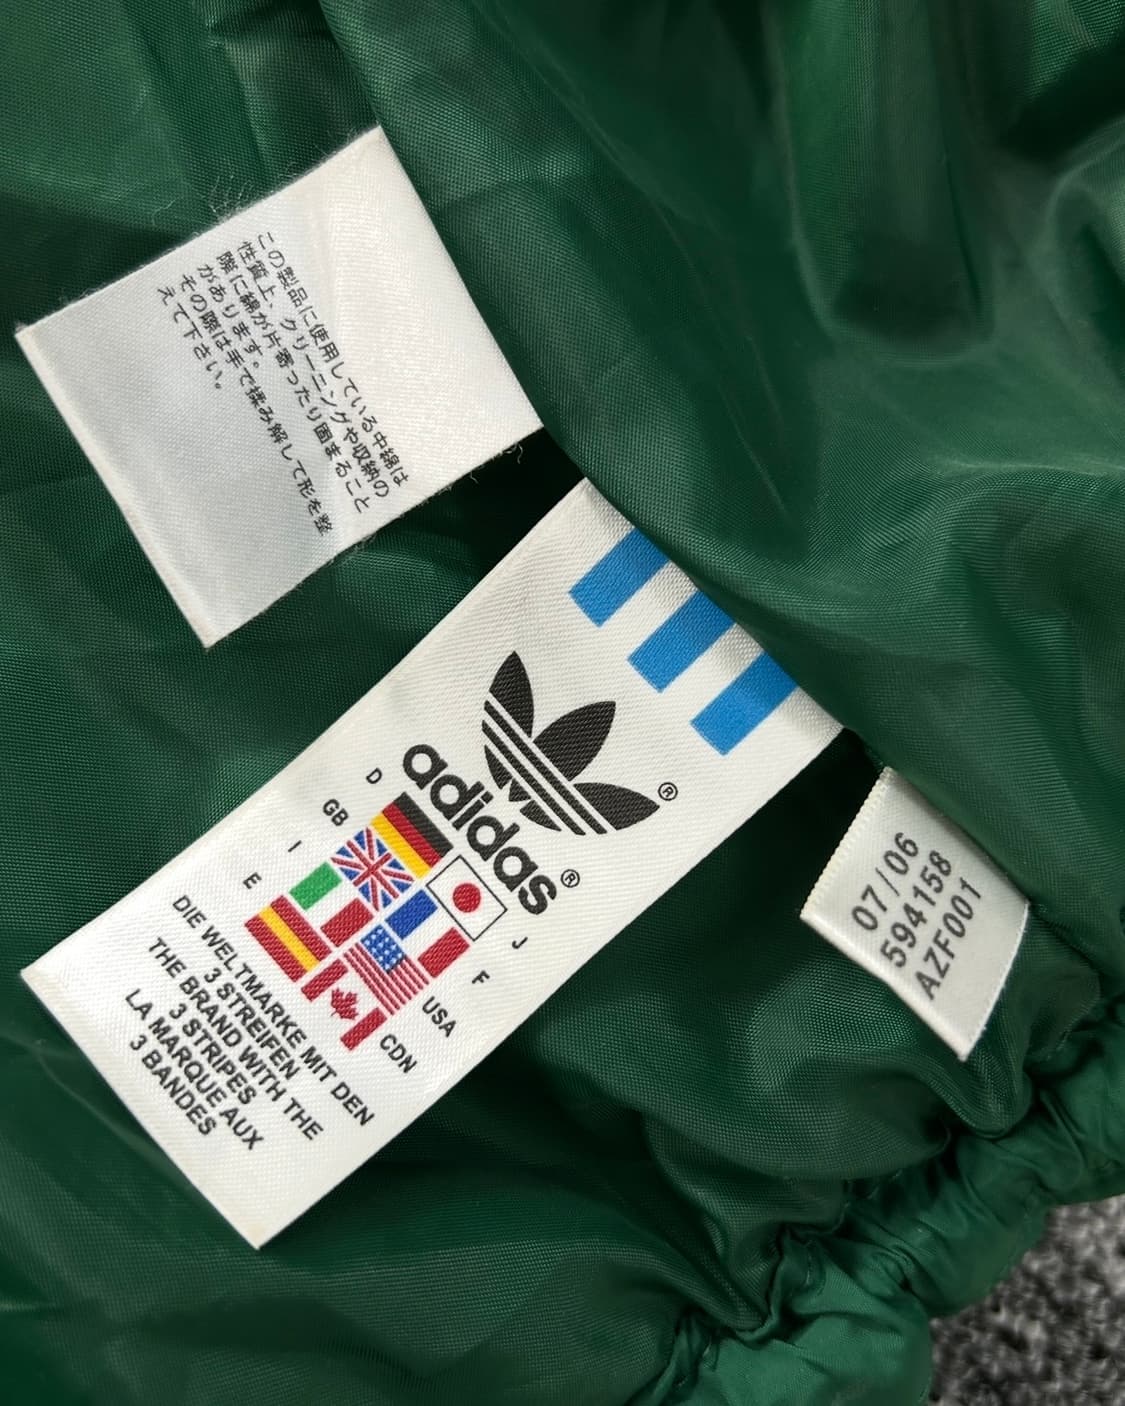 この製品に使用している中綿は
性質上、クリーニングや収納の
際に綿が片寄ったり固まること
があります。
その際は手で揉み解して形を整
えて下さい。
adidas®
®
D
GB
I
E
J
F
USA
CDN
DIE WELTMARKE MIT DEN
3 STREIFEN
THE BRAND WITH THE
3 STRIPES
LA MARQUE AUX
3 BANDES
07/06
594158
AZF001